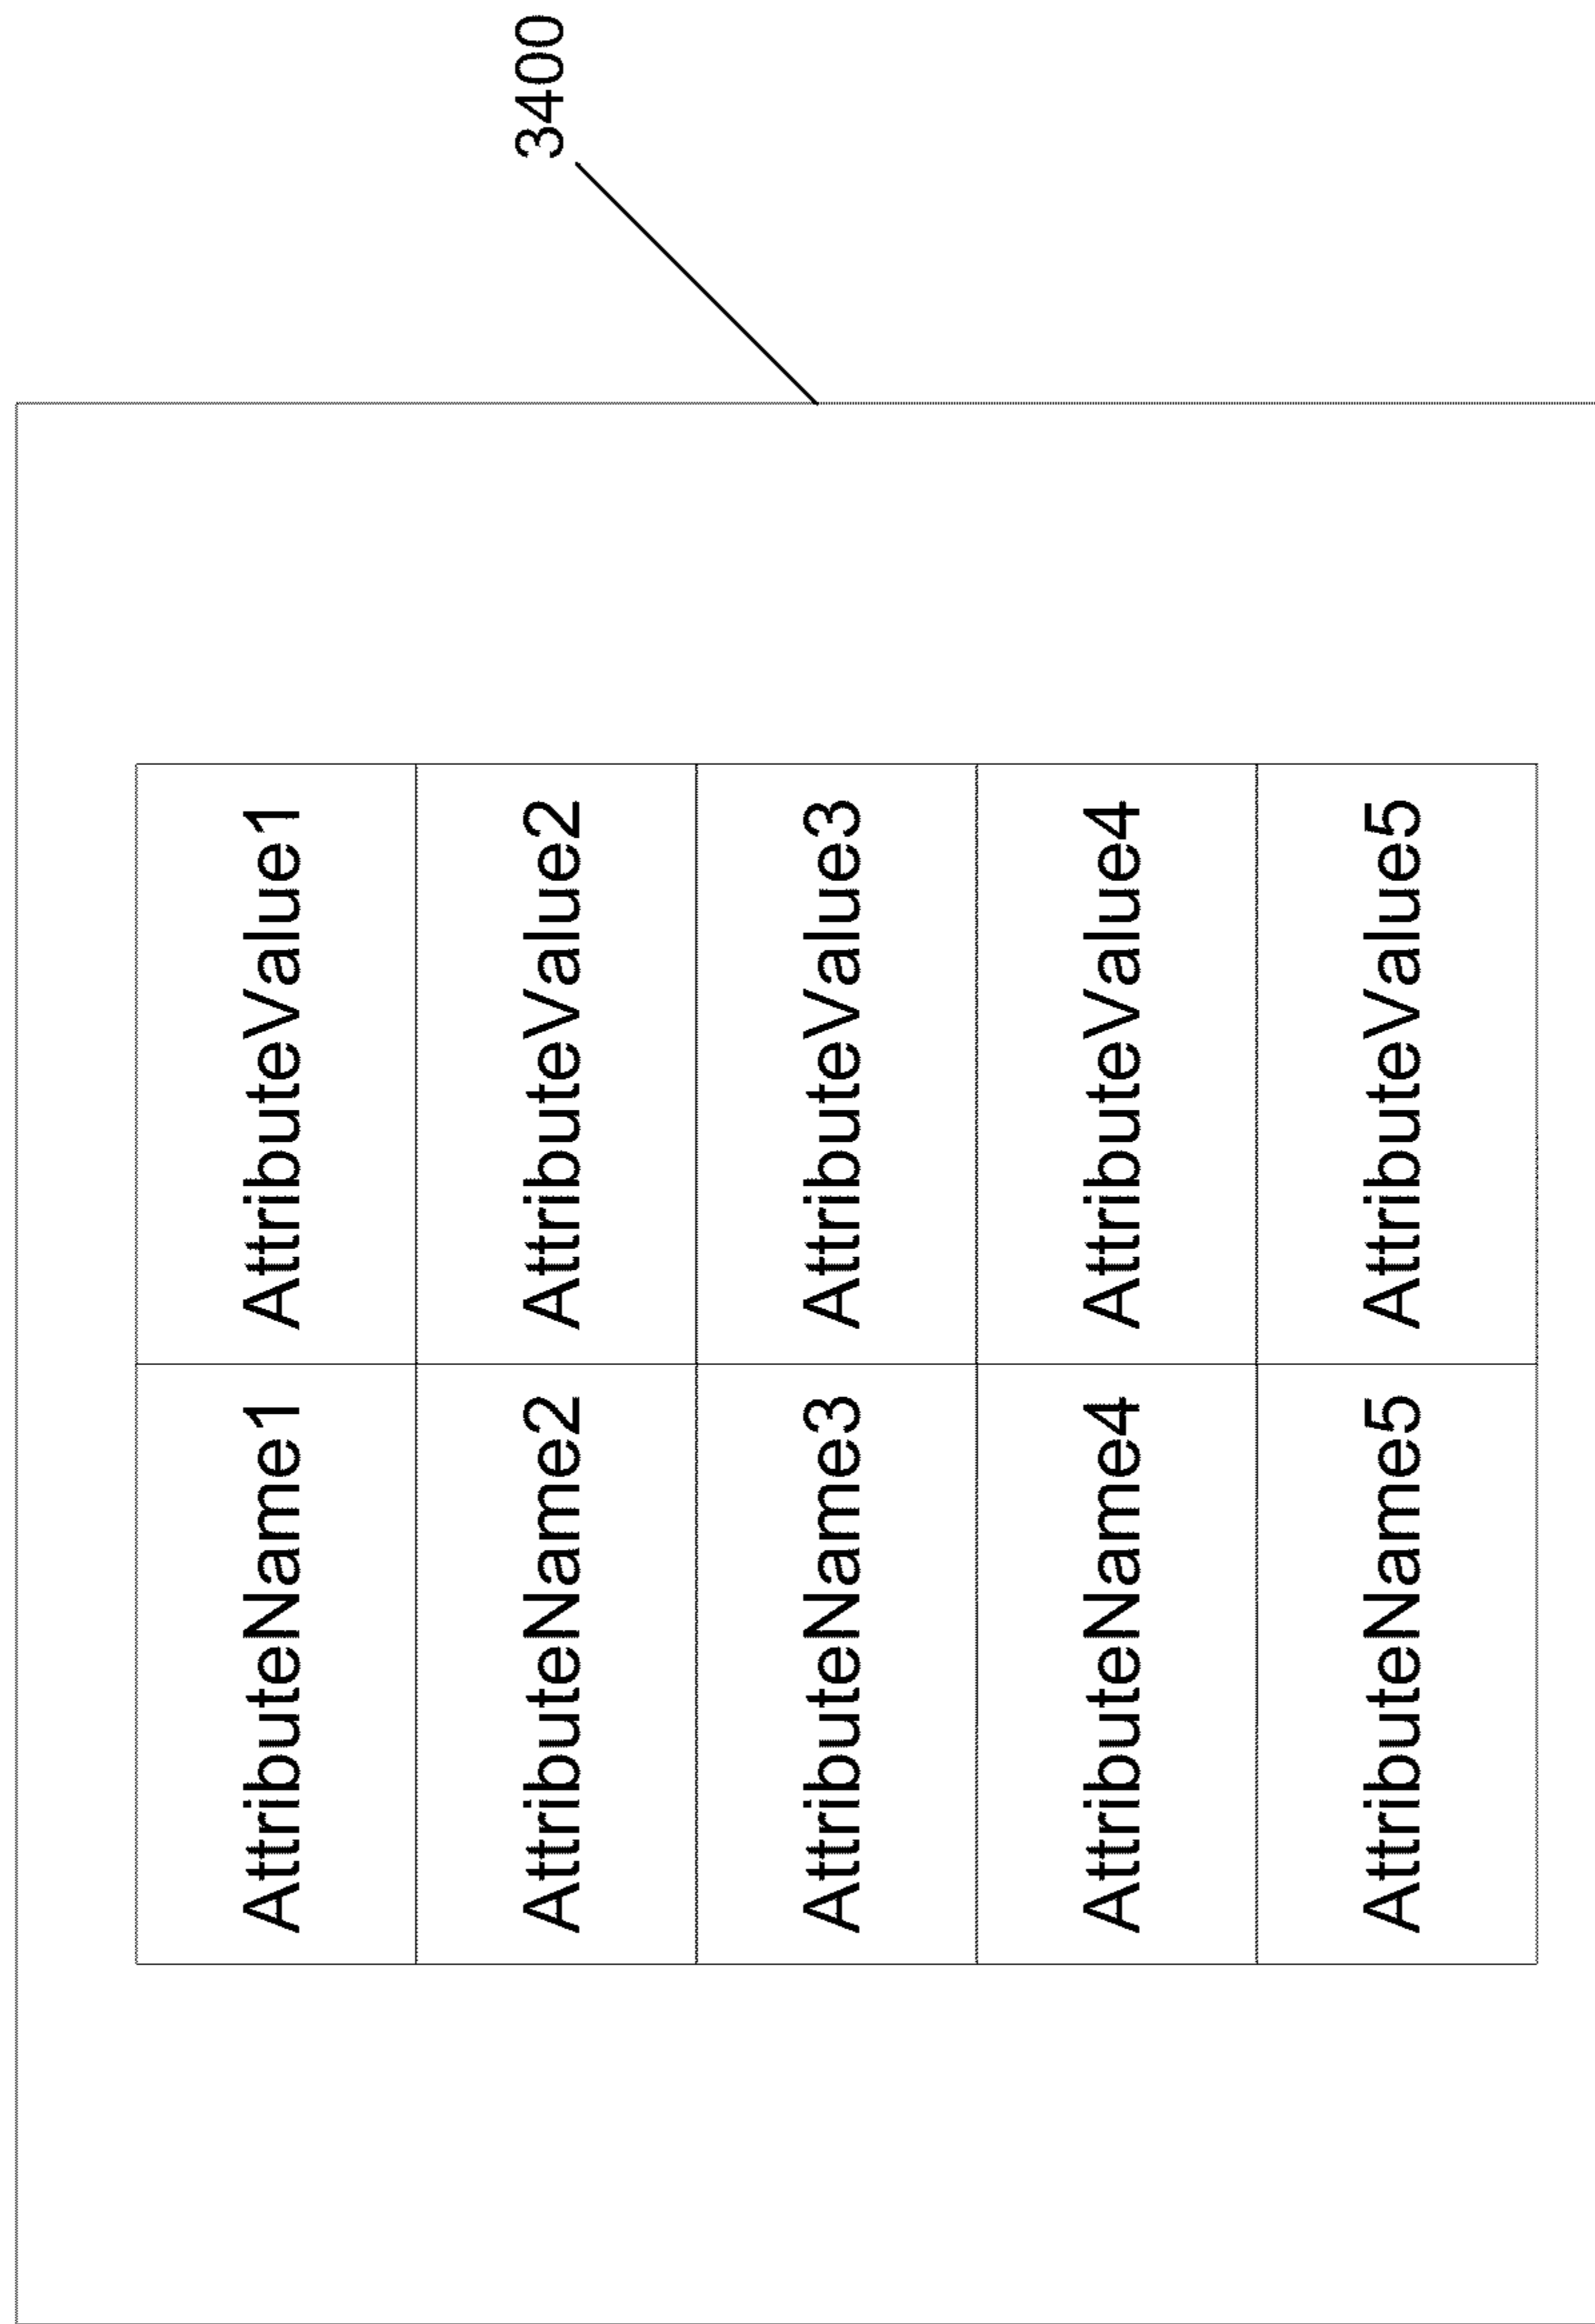 3400
AttributeName1 AttributeValue1
AttributeName2 AttributeValue2
AttributeName3 AttributeValue3
AttributeName4 AttributeValue4
AttributeName5 AttributeValue5